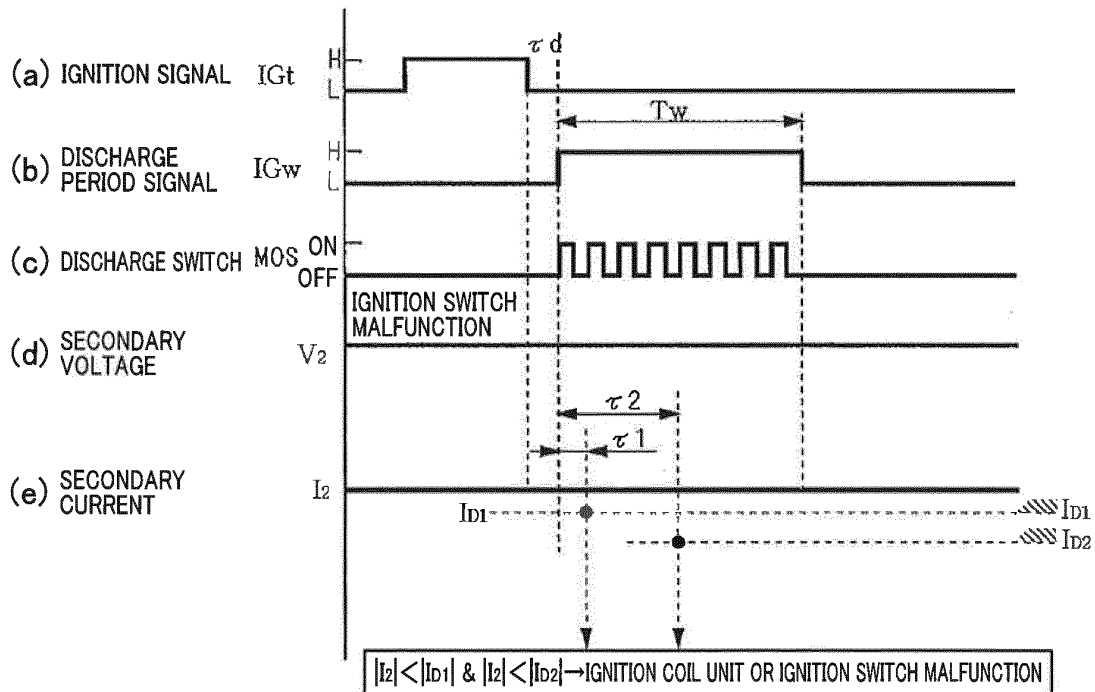 τd
(a) IGNITION SIGNAL IGt H
L
Tw
(b) DISCHARGE PERIOD SIGNAL IGw H
L
(c) DISCHARGE SWITCH MOS ON
OFF
IGNITION SWITCH
MALFUNCTION
(d) SECONDARY VOLTAGE V2
τ2
τ1
(e) SECONDARY CURRENT I2
ID1 ID1
ID2
|I2|<|ID1| & |I2|<|ID2|→IGNITION COIL UNIT OR IGNITION SWITCH MALFUNCTION